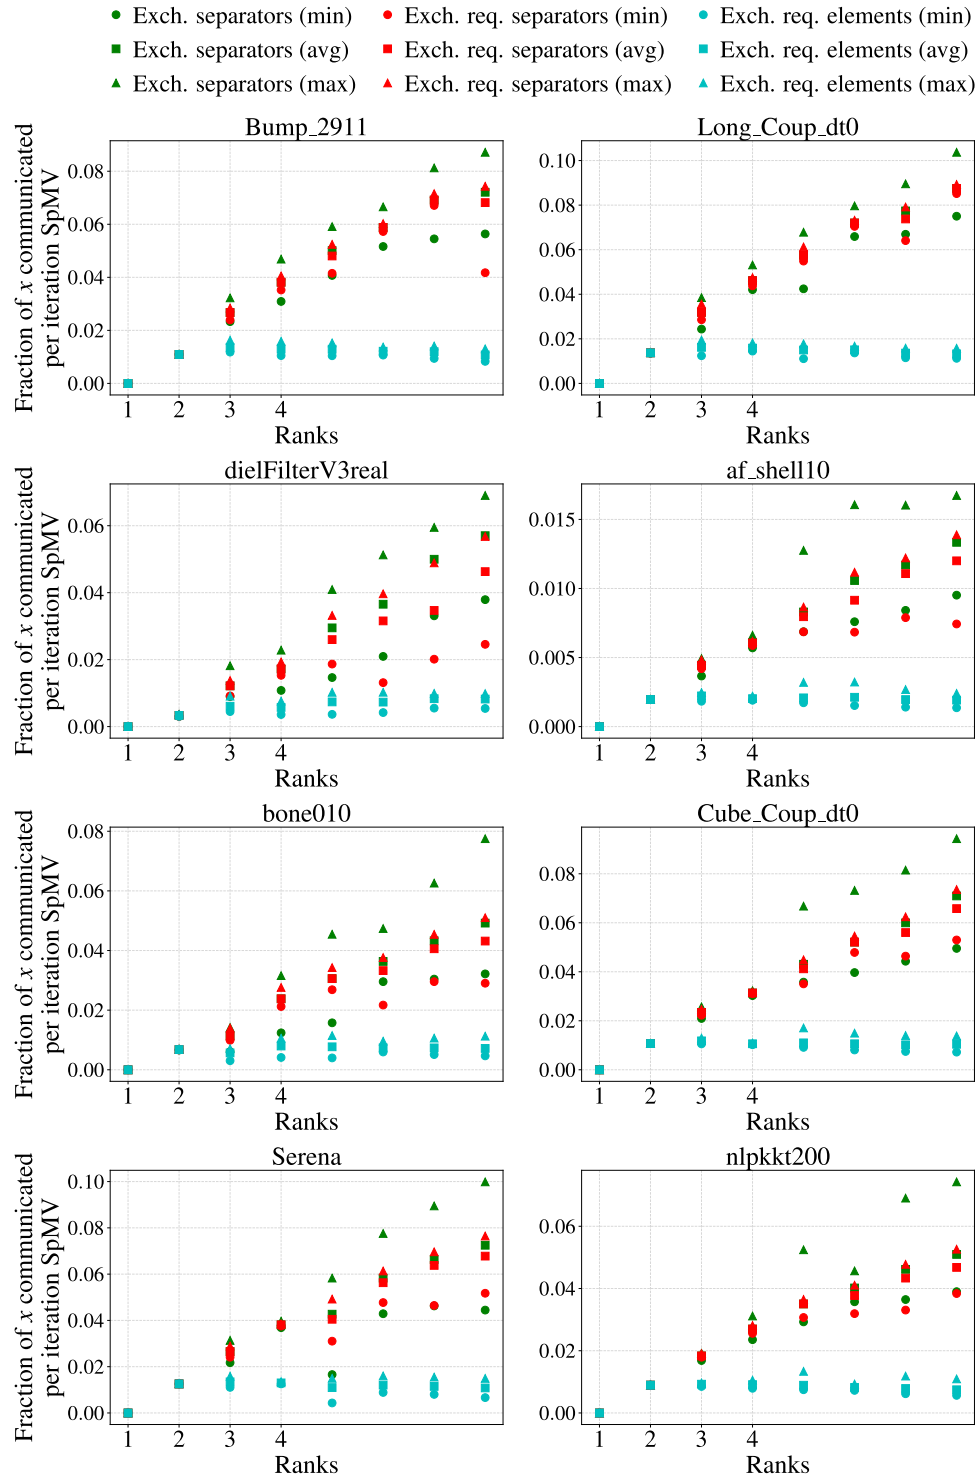 Exch. separators (min) Exch. req. separators (min) Exch. req. elements (min)
Exch. separators (avg) Exch. req. separators (avg) Exch. req. elements (avg)
Exch. separators (max) Exch. req. separators (max) Exch. req. elements (max)
Bump_2911
Fraction of x communicated
per iteration SpMV
0.08
0.06
0.04
0.02
0.00
1 2 3 4
Ranks
Long_Coup_dt0
0.10
0.08
0.06
0.04
0.02
0.00
1 2 3 4
Ranks
dielFilterV3real
Fraction of x communicated
per iteration SpMV
0.06
0.04
0.02
0.00
1 2 3 4
Ranks
af_shell10
0.015
0.010
0.005
0.000
1 2 3 4
Ranks
bone010
Fraction of x communicated
per iteration SpMV
0.08
0.06
0.04
0.02
0.00
1 2 3 4
Ranks
Cube_Coup_dt0
0.08
0.06
0.04
0.02
0.00
1 2 3 4
Ranks
Serena
Fraction of x communicated
per iteration SpMV
0.10
0.08
0.06
0.04
0.02
0.00
1 2 3 4
Ranks
nlpkkt200
0.06
0.04
0.02
0.00
1 2 3 4
Ranks